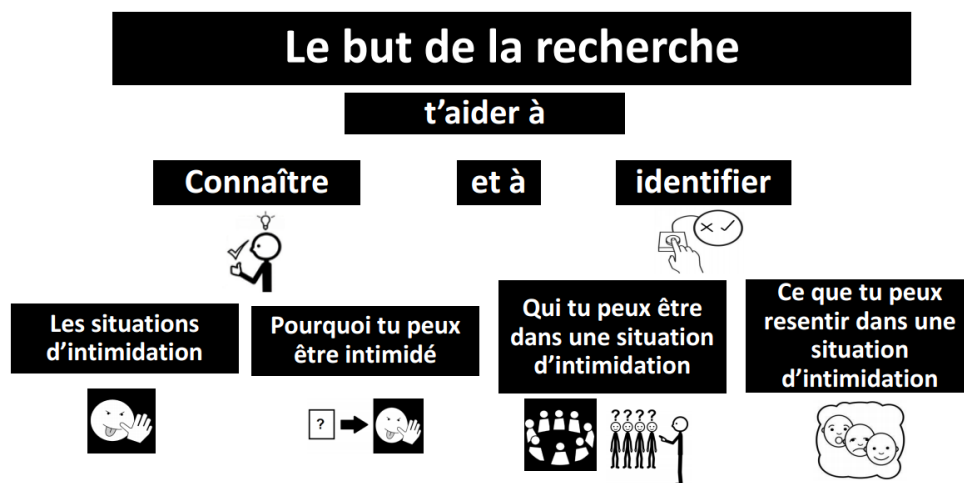 Le but de la recherche
t'aider à
Connaître
et à
identifier
Les situations
d'intimidation
Pourquoi tu peux
être intimidé
Qui tu peux être
dans une situation
d'intimidation
Ce que tu peux
resentir dans une
situation
d'intimidation
?
? ? ? ?